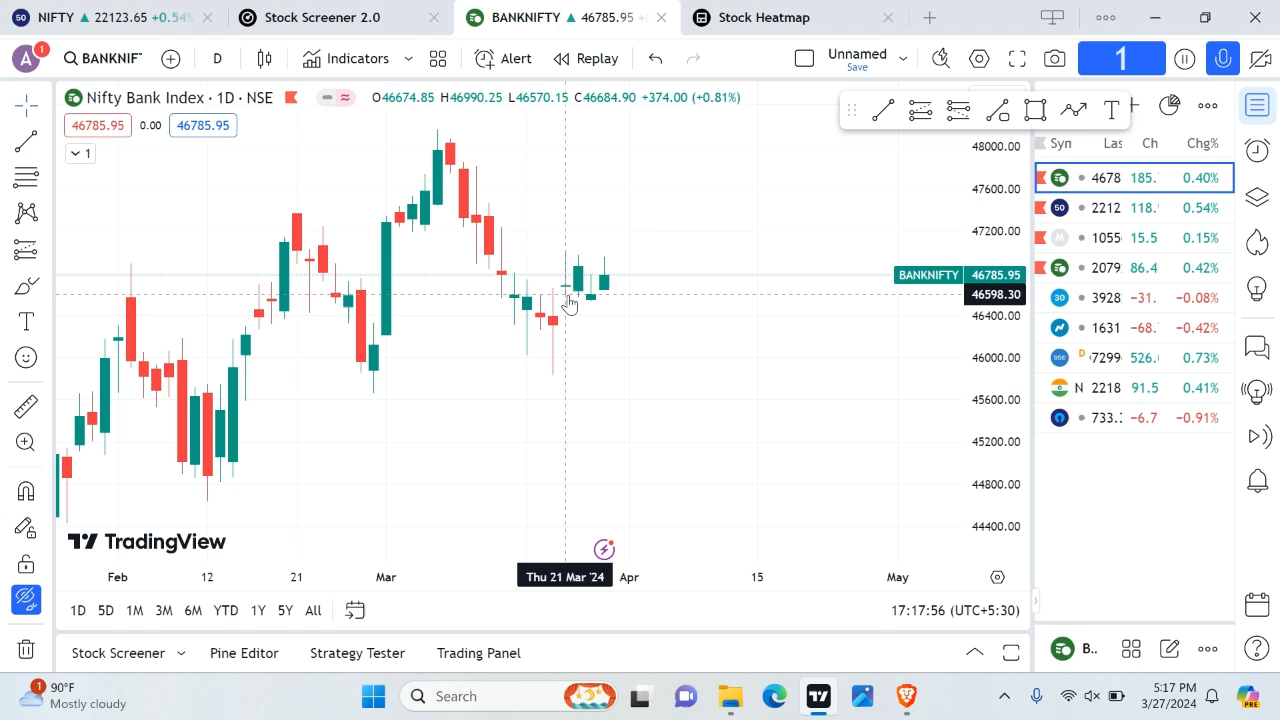 50 NIFTY ▲ 22123.65 +0.54%
Stock Screener 2.0
BANKNIFTY ▲ 46785.95 +
Stock Heatmap
A 1
BANKNIF
D
Indicators
Alert
Replay
Unnamed
Save
1
Nifty Bank Index · 1D · NSE
O46674.85 H46990.25 L46570.15 C46684.90 +374.00 (+0.81%)
46785.95 0.00 46785.95
1
T
Syn Las Ch Chg%
4678 185. 0.40%
50 2212 118. 0.54%
M 1055 15.5 0.15%
2079 86.4 0.42%
30 3928 −31. −0.08%
1631 −68. −0.42%
BSE D 7299 526. 0.73%
N 2218 91.5 0.41%
733. −6.7 −0.91%
48000.00
47600.00
47200.00
BANKNIFTY 46785.95
46598.30
46400.00
46000.00
45600.00
45200.00
44800.00
44400.00
TradingView
Feb 12 21 Mar Thu 21 Mar '24 Apr 15 May
1D 5D 1M 3M 6M YTD 1Y 5Y All
17:17:56 (UTC+5:30)
Stock Screener Pine Editor Strategy Tester Trading Panel
B..
1 90°F
Mostly cloudy
Search
PRE
5:17 PM
3/27/2024